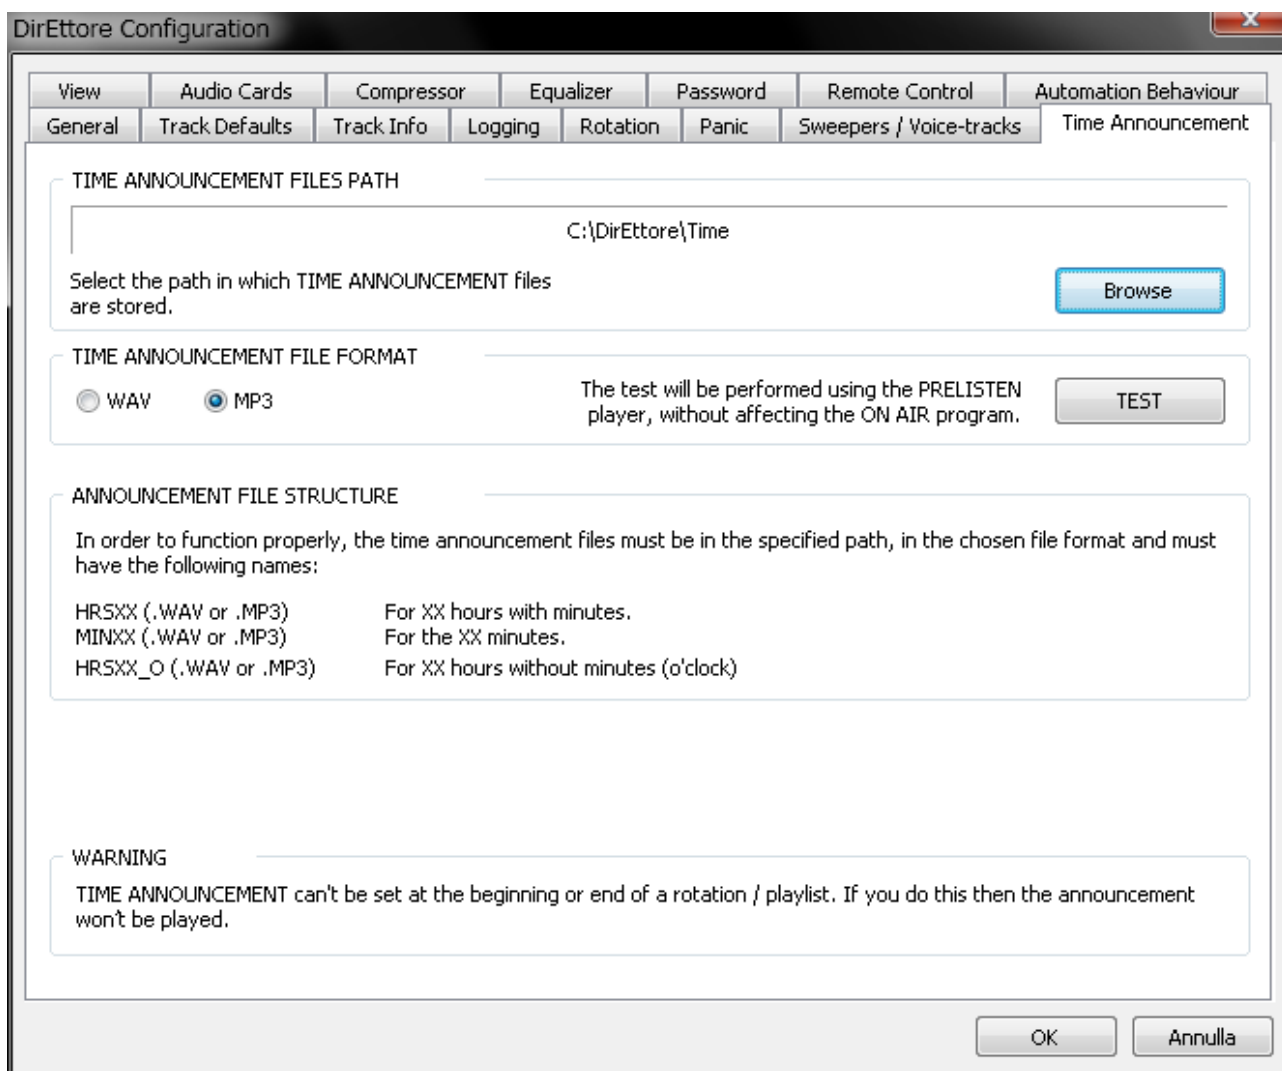 DirEttore Configuration
View Audio Cards Compressor Equalizer Password Remote Control Automation Behaviour
General Track Defaults Track Info Logging Rotation Panic Sweepers / Voice-tracks Time Announcement
TIME ANNOUNCEMENT FILES PATH
C:\DirEttore\Time
Select the path in which TIME ANNOUNCEMENT files
are stored.
Browse
TIME ANNOUNCEMENT FILE FORMAT
WAV MP3
The test will be performed using the PRELISTEN
player, without affecting the ON AIR program.
TEST
ANNOUNCEMENT FILE STRUCTURE
In order to function properly, the time announcement files must be in the specified path, in the chosen file format and must
have the following names:
HRSXX (.WAV or .MP3) For XX hours with minutes.
MINXX (.WAV or .MP3) For the XX minutes.
HRSXX_O (.WAV or .MP3) For XX hours without minutes (o'clock)
WARNING
TIME ANNOUNCEMENT can't be set at the beginning or end of a rotation / playlist. If you do this then the announcement
won't be played.
OK Annulla